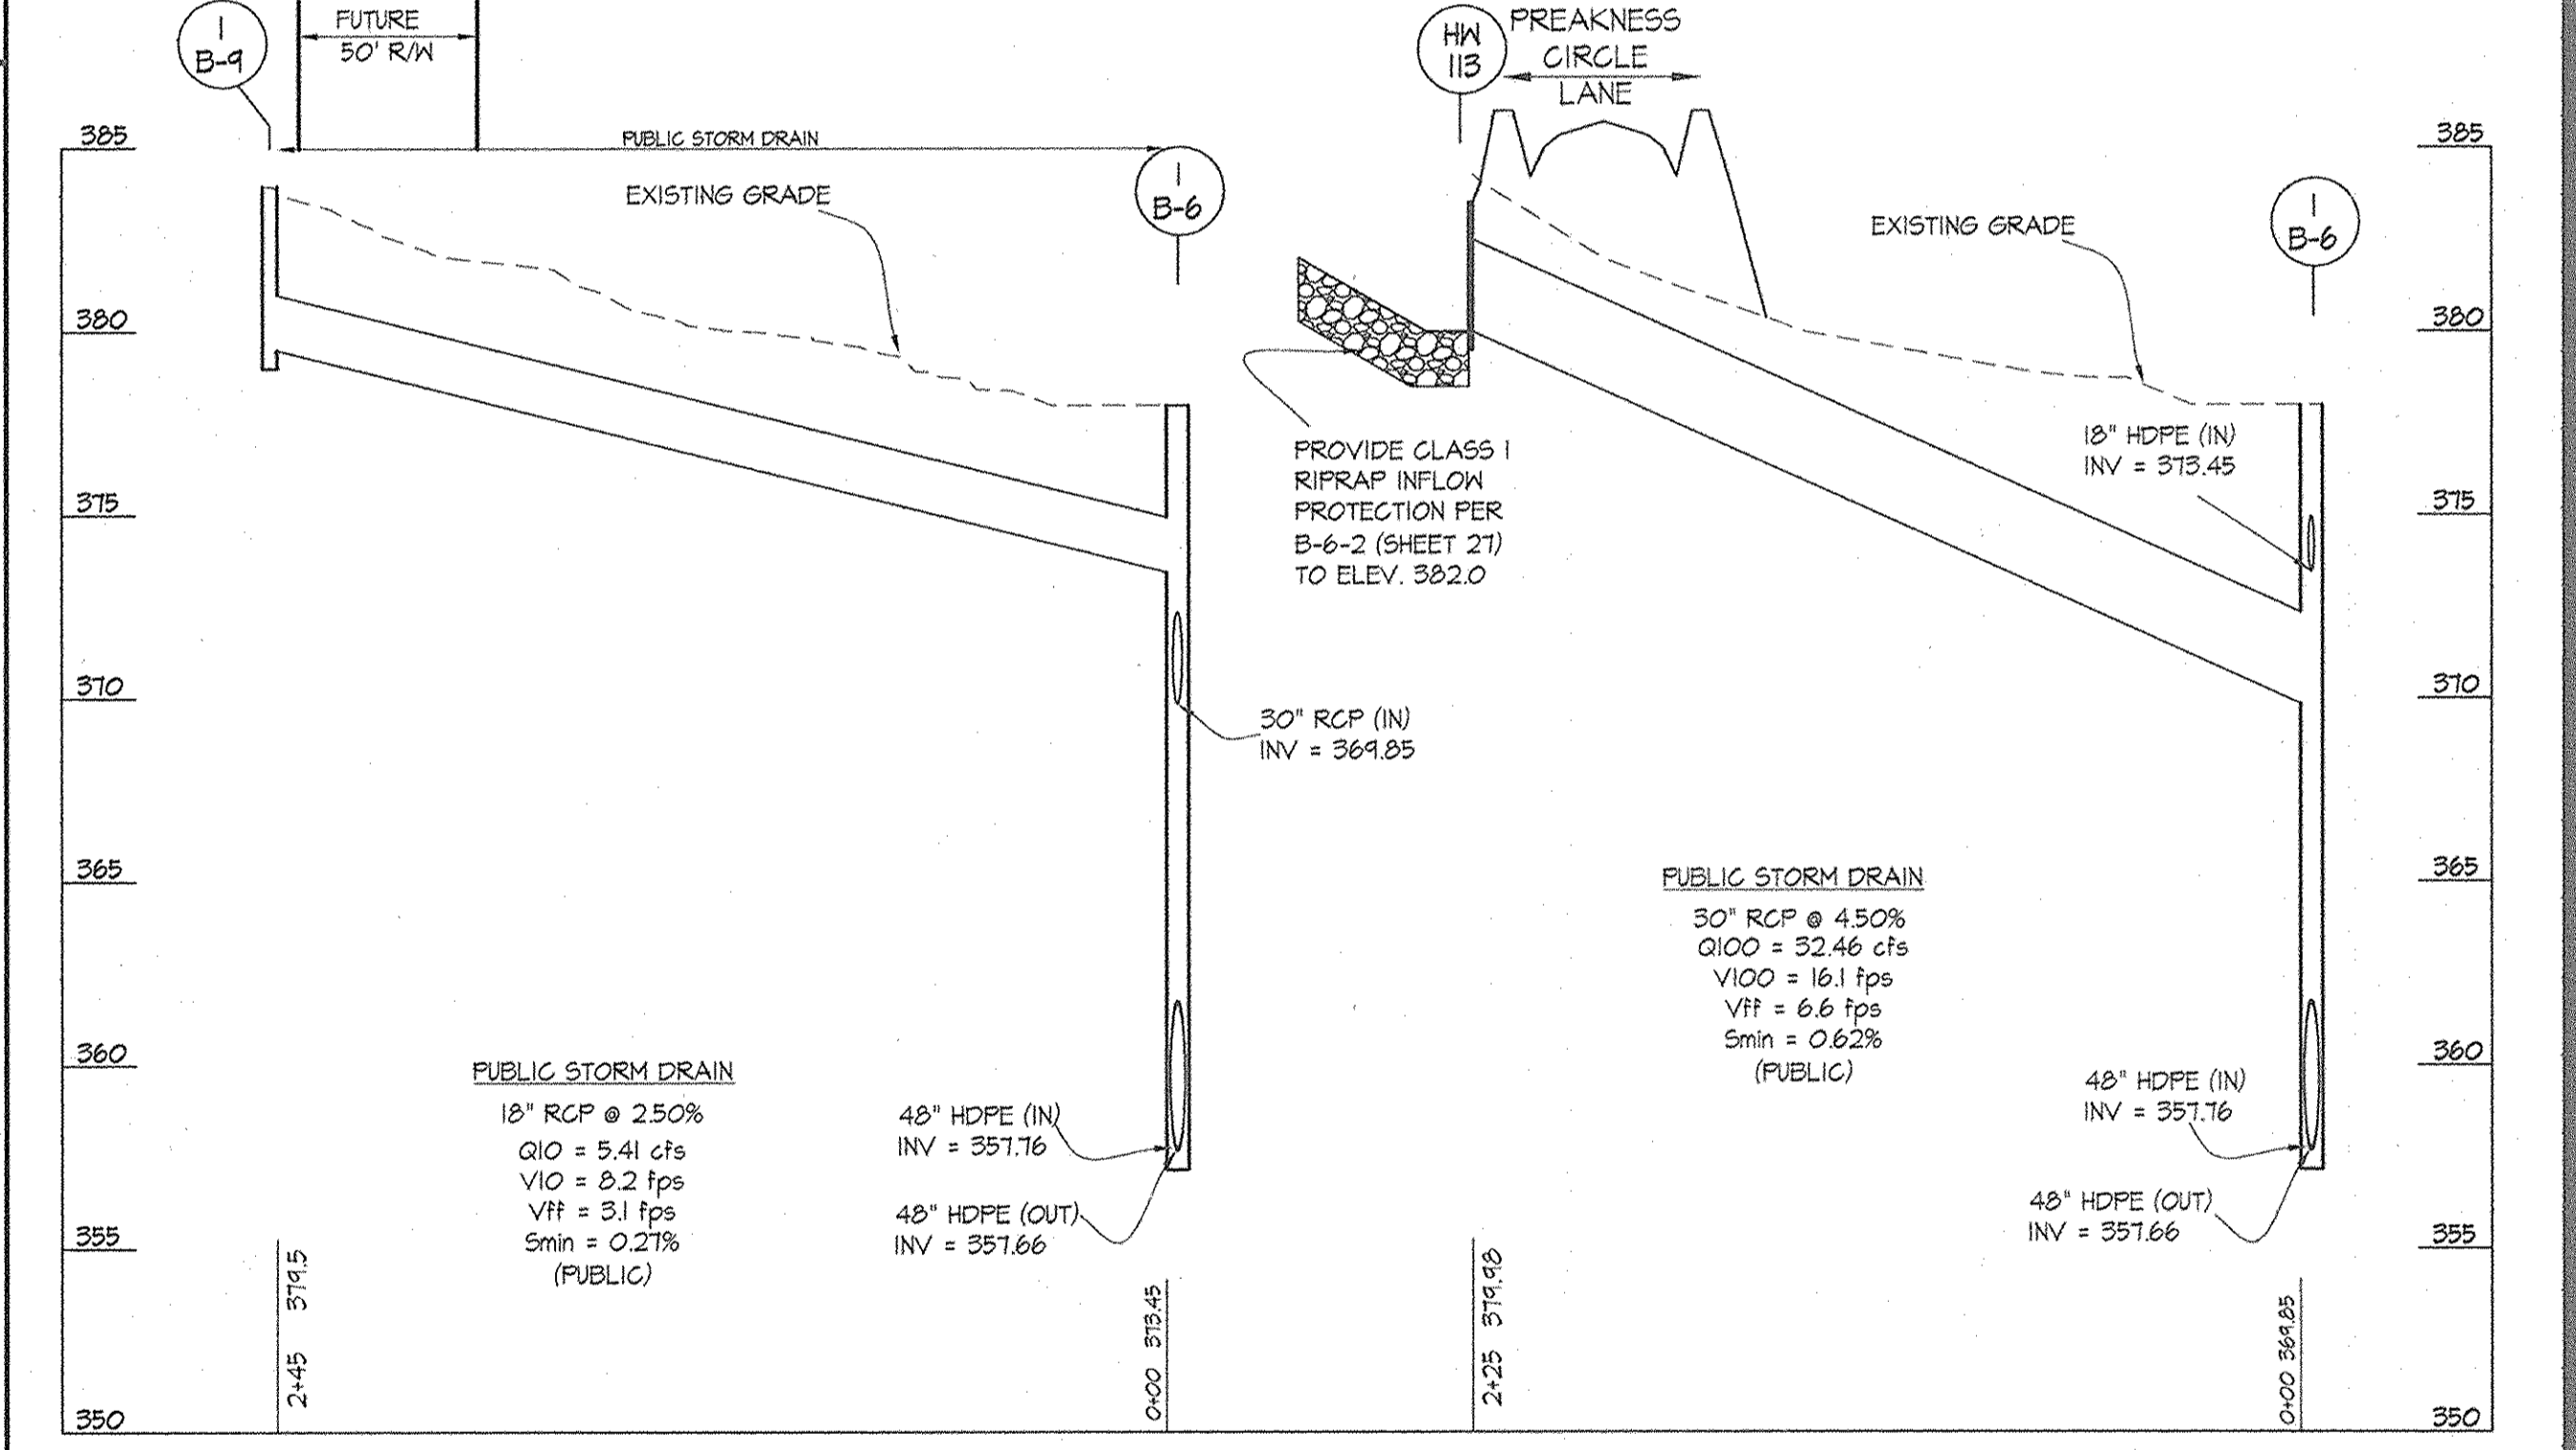 I
B-9
FUTURE
50' R/W
HW
113
PREAKNESS
CIRCLE
LANE
385
PUBLIC STORM DRAIN
385
I
B-6
EXISTING GRADE
I
B-6
EXISTING GRADE
380
380
18" HDPE (IN)
INV = 373.45
PROVIDE CLASS I
RIPRAP INFLOW
PROTECTION PER
B-6-2 (SHEET 27)
TO ELEV. 382.0
375
375
370
370
30" RCP (IN)
INV = 369.85
365
365
PUBLIC STORM DRAIN
30" RCP @ 4.50%
Q100 = 32.46 cfs
V100 = 16.1 fps
Vff = 6.6 fps
Smin = 0.62%
(PUBLIC)
360
360
PUBLIC STORM DRAIN
18" RCP @ 2.50%
Q10 = 5.41 cfs
V10 = 8.2 fps
Vff = 3.1 fps
Smin = 0.27%
(PUBLIC)
48" HDPE (IN)
INV = 357.76
48" HDPE (OUT)
INV = 357.66
48" HDPE (IN)
INV = 357.76
48" HDPE (OUT)
INV = 357.66
355
355
2+45 379.5
0+00 373.45
2+25 379.98
0+00 369.85
350
350